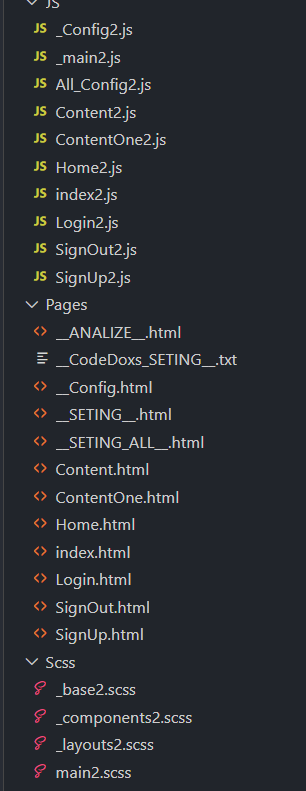 JS
JS _Config2.js
JS _main2.js
JS All_Config2.js
JS Content2.js
JS ContentOne2.js
JS Home2.js
JS index2.js
JS Login2.js
JS SignOut2.js
JS SignUp2.js
Pages
__ANALIZE__.html
__CodeDoxs_SETING__.txt
__Config.html
__SETING__.html
__SETING_ALL__.html
Content.html
ContentOne.html
Home.html
index.html
Login.html
SignOut.html
SignUp.html
Scss
_base2.scss
_components2.scss
_layouts2.scss
main2.scss